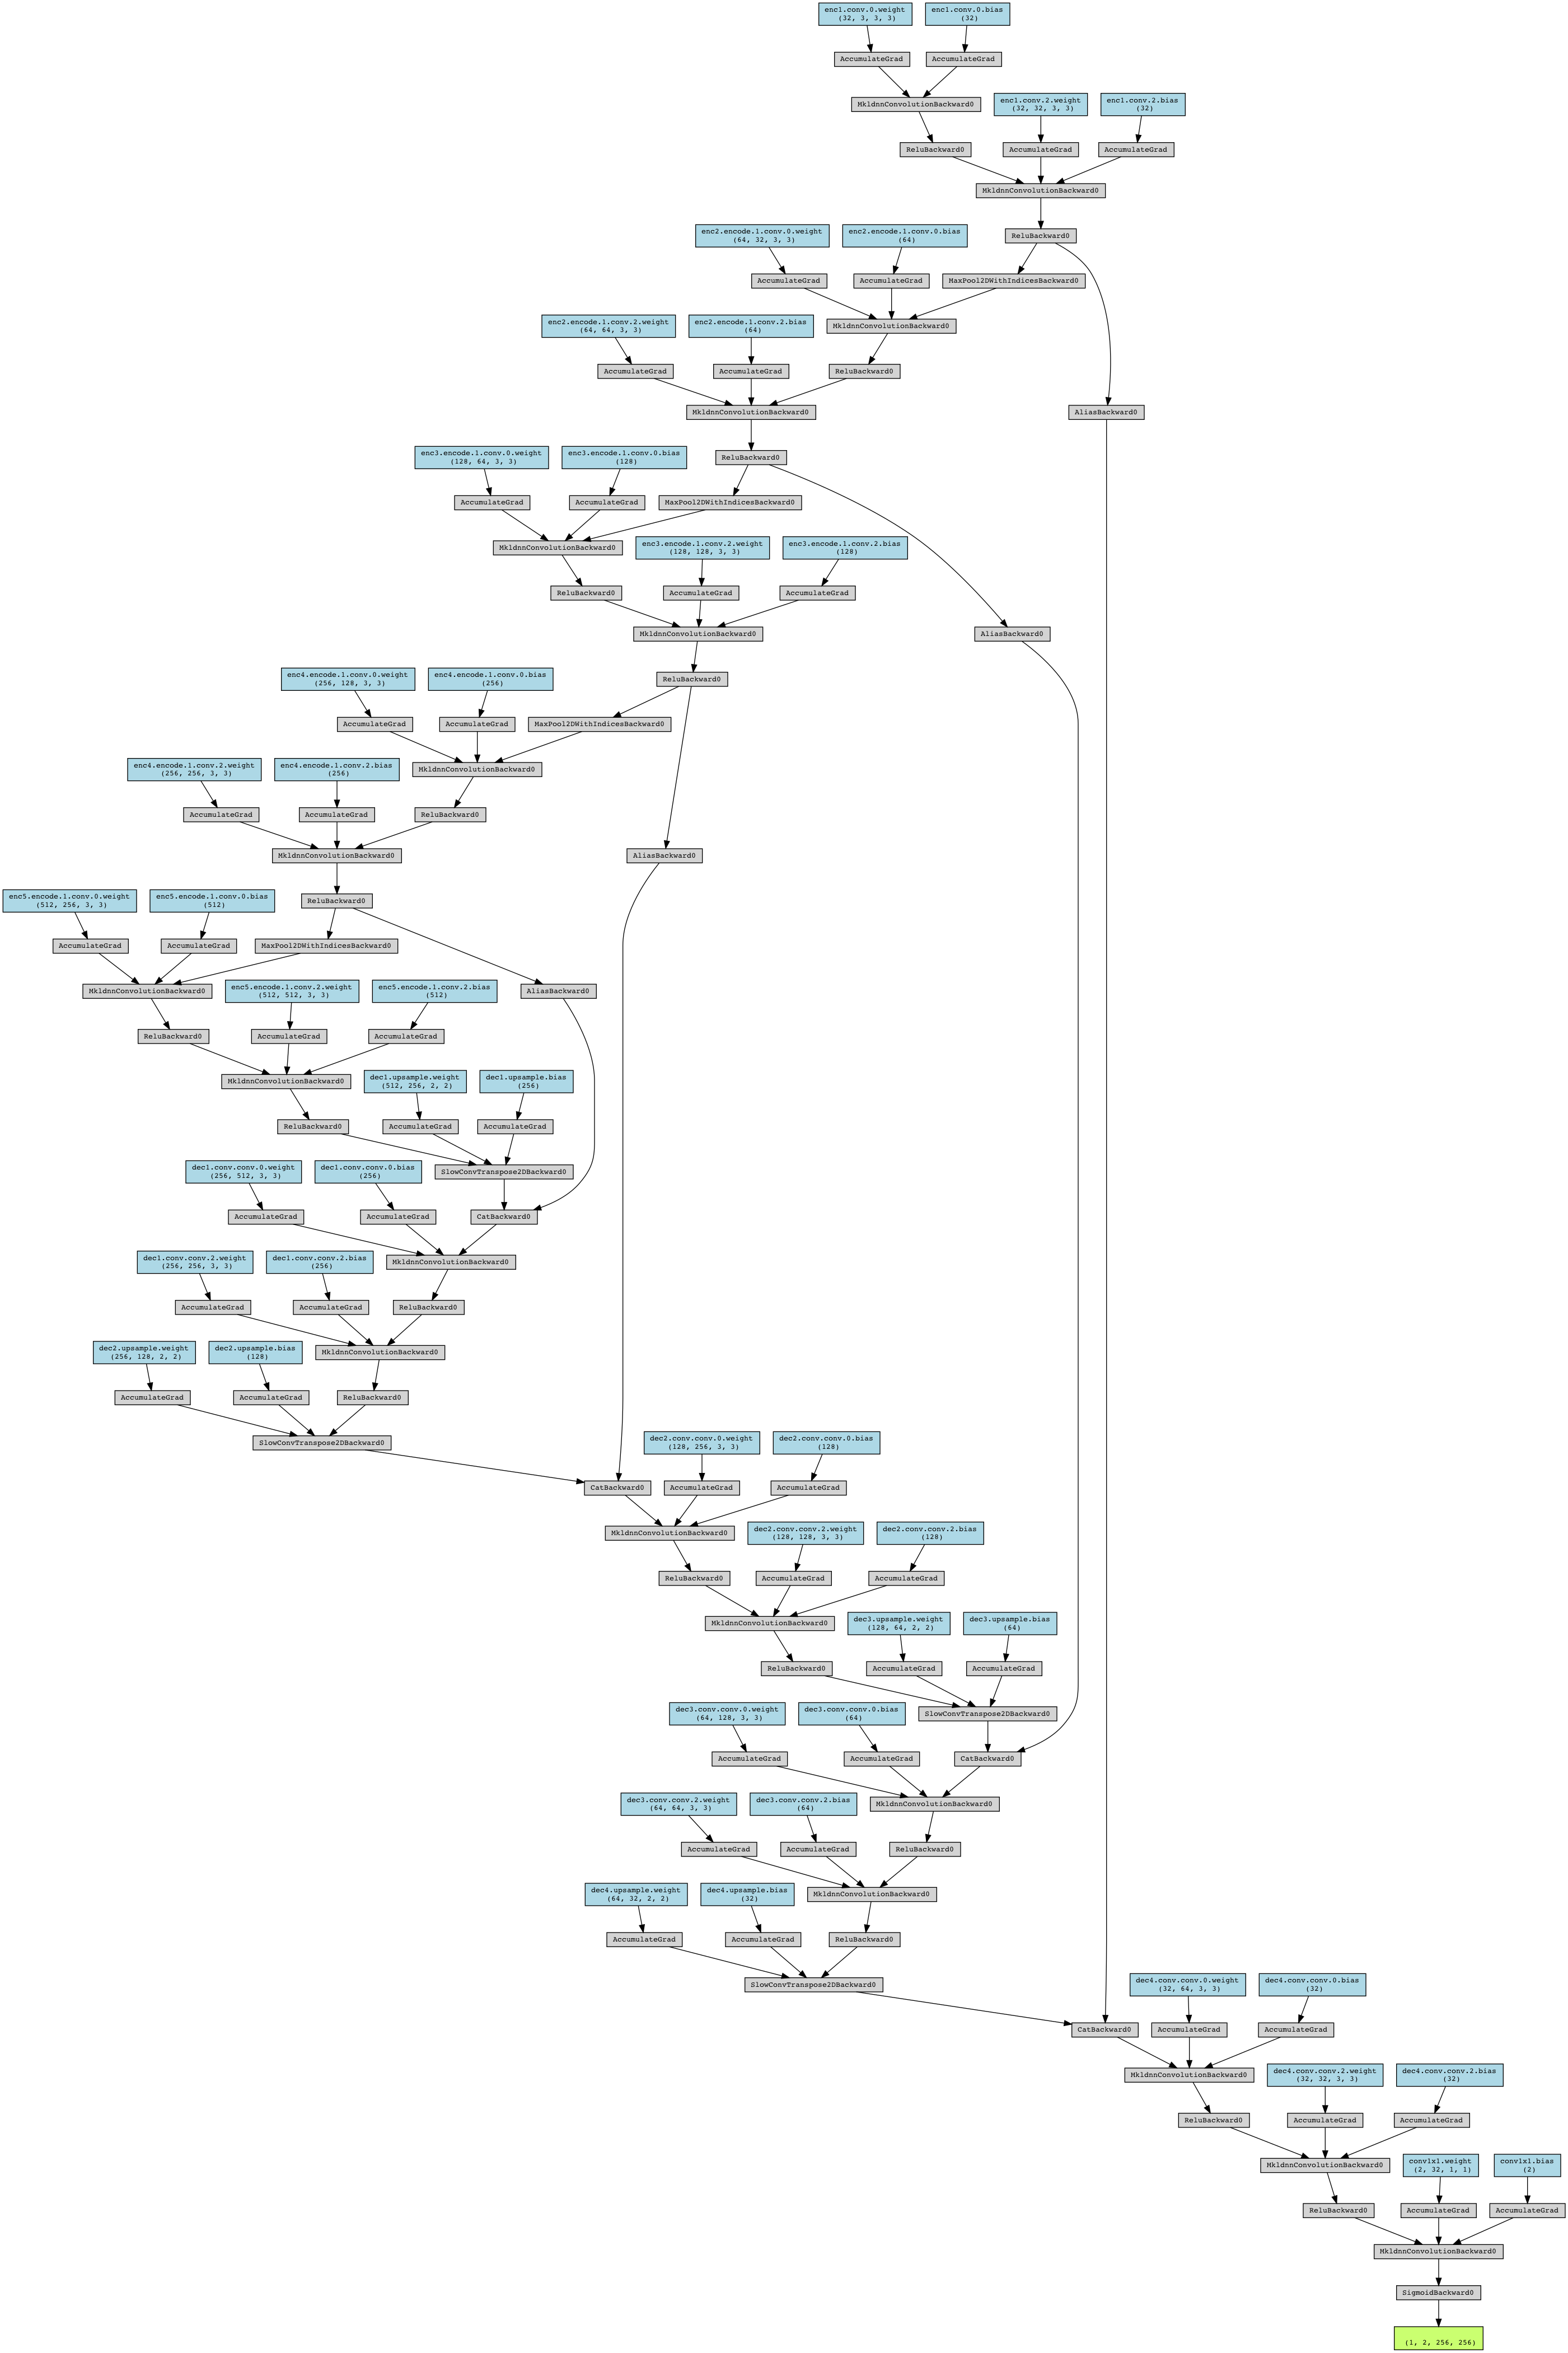 enc1.conv.0.weight
(32, 3, 3, 3)
enc1.conv.0.bias
(32)
AccumulateGrad
AccumulateGrad
MkldnnConvolutionBackward0
enc1.conv.2.weight
(32, 32, 3, 3)
enc1.conv.2.bias
(32)
ReluBackward0
AccumulateGrad
AccumulateGrad
MkldnnConvolutionBackward0
enc2.encode.1.conv.0.weight
(64, 32, 3, 3)
enc2.encode.1.conv.0.bias
(64)
ReluBackward0
AccumulateGrad
AccumulateGrad
MaxPool2DWithIndicesBackward0
enc2.encode.1.conv.2.weight
(64, 64, 3, 3)
enc2.encode.1.conv.2.bias
(64)
MkldnnConvolutionBackward0
AccumulateGrad
AccumulateGrad
ReluBackward0
MkldnnConvolutionBackward0
AliasBackward0
enc3.encode.1.conv.0.weight
(128, 64, 3, 3)
enc3.encode.1.conv.0.bias
(128)
ReluBackward0
AccumulateGrad
AccumulateGrad
MaxPool2DWithIndicesBackward0
MkldnnConvolutionBackward0
enc3.encode.1.conv.2.weight
(128, 128, 3, 3)
enc3.encode.1.conv.2.bias
(128)
ReluBackward0
AccumulateGrad
AccumulateGrad
MkldnnConvolutionBackward0
AliasBackward0
enc4.encode.1.conv.0.weight
(256, 128, 3, 3)
enc4.encode.1.conv.0.bias
(256)
ReluBackward0
AccumulateGrad
AccumulateGrad
MaxPool2DWithIndicesBackward0
enc4.encode.1.conv.2.weight
(256, 256, 3, 3)
enc4.encode.1.conv.2.bias
(256)
MkldnnConvolutionBackward0
AccumulateGrad
AccumulateGrad
ReluBackward0
MkldnnConvolutionBackward0
AliasBackward0
enc5.encode.1.conv.0.weight
(512, 256, 3, 3)
enc5.encode.1.conv.0.bias
(512)
ReluBackward0
AccumulateGrad
AccumulateGrad
MaxPool2DWithIndicesBackward0
MkldnnConvolutionBackward0
enc5.encode.1.conv.2.weight
(512, 512, 3, 3)
enc5.encode.1.conv.2.bias
(512)
AliasBackward0
ReluBackward0
AccumulateGrad
AccumulateGrad
MkldnnConvolutionBackward0
dec1.upsample.weight
(512, 256, 2, 2)
dec1.upsample.bias
(256)
ReluBackward0
AccumulateGrad
AccumulateGrad
dec1.conv.conv.0.weight
(256, 512, 3, 3)
dec1.conv.conv.0.bias
(256)
SlowConvTranspose2DBackward0
AccumulateGrad
AccumulateGrad
CatBackward0
dec1.conv.conv.2.weight
(256, 256, 3, 3)
dec1.conv.conv.2.bias
(256)
MkldnnConvolutionBackward0
AccumulateGrad
AccumulateGrad
ReluBackward0
dec2.upsample.weight
(256, 128, 2, 2)
dec2.upsample.bias
(128)
MkldnnConvolutionBackward0
AccumulateGrad
AccumulateGrad
ReluBackward0
SlowConvTranspose2DBackward0
dec2.conv.conv.0.weight
(128, 256, 3, 3)
dec2.conv.conv.0.bias
(128)
CatBackward0
AccumulateGrad
AccumulateGrad
MkldnnConvolutionBackward0
dec2.conv.conv.2.weight
(128, 128, 3, 3)
dec2.conv.conv.2.bias
(128)
ReluBackward0
AccumulateGrad
AccumulateGrad
MkldnnConvolutionBackward0
dec3.upsample.weight
(128, 64, 2, 2)
dec3.upsample.bias
(64)
ReluBackward0
AccumulateGrad
AccumulateGrad
dec3.conv.conv.0.weight
(64, 128, 3, 3)
dec3.conv.conv.0.bias
(64)
SlowConvTranspose2DBackward0
AccumulateGrad
AccumulateGrad
CatBackward0
dec3.conv.conv.2.weight
(64, 64, 3, 3)
dec3.conv.conv.2.bias
(64)
MkldnnConvolutionBackward0
AccumulateGrad
AccumulateGrad
ReluBackward0
dec4.upsample.weight
(64, 32, 2, 2)
dec4.upsample.bias
(32)
MkldnnConvolutionBackward0
AccumulateGrad
AccumulateGrad
ReluBackward0
SlowConvTranspose2DBackward0
dec4.conv.conv.0.weight
(32, 64, 3, 3)
dec4.conv.conv.0.bias
(32)
CatBackward0
AccumulateGrad
AccumulateGrad
MkldnnConvolutionBackward0
dec4.conv.conv.2.weight
(32, 32, 3, 3)
dec4.conv.conv.2.bias
(32)
ReluBackward0
AccumulateGrad
AccumulateGrad
MkldnnConvolutionBackward0
conv1x1.weight
(2, 32, 1, 1)
conv1x1.bias
(2)
ReluBackward0
AccumulateGrad
AccumulateGrad
MkldnnConvolutionBackward0
SigmoidBackward0
(1, 2, 256, 256)